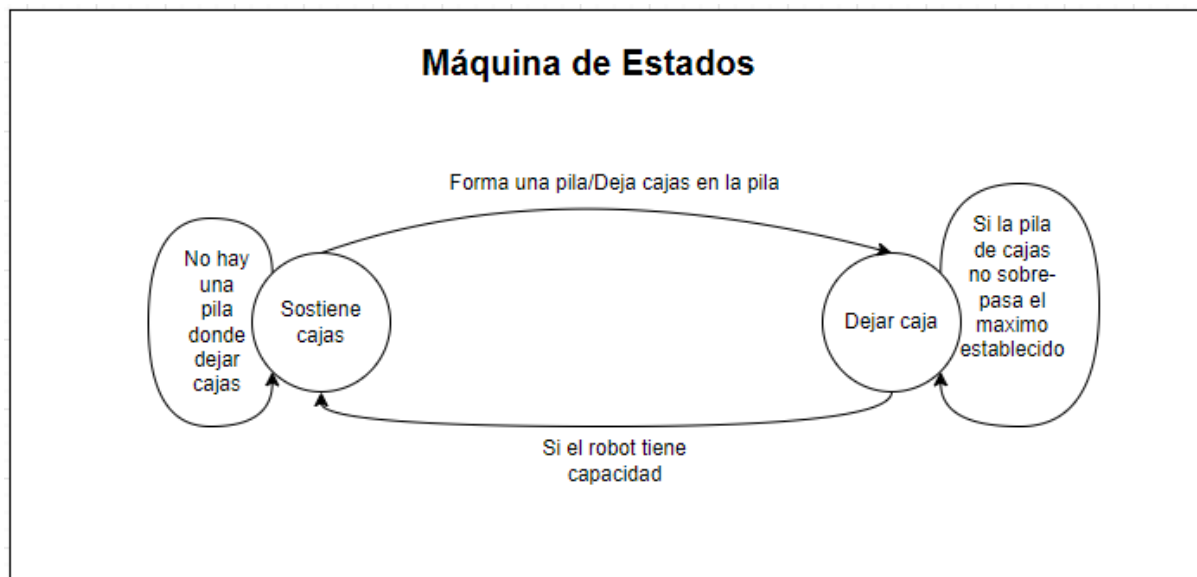 Máquina de Estados
Forma una pila/Deja cajas en la pila
No hay
una
pila
donde
dejar
cajas
Sostiene
cajas
Dejar caja
Si la pila
de cajas
no sobre-
pasa el
maximo
establecido
Si el robot tiene
capacidad